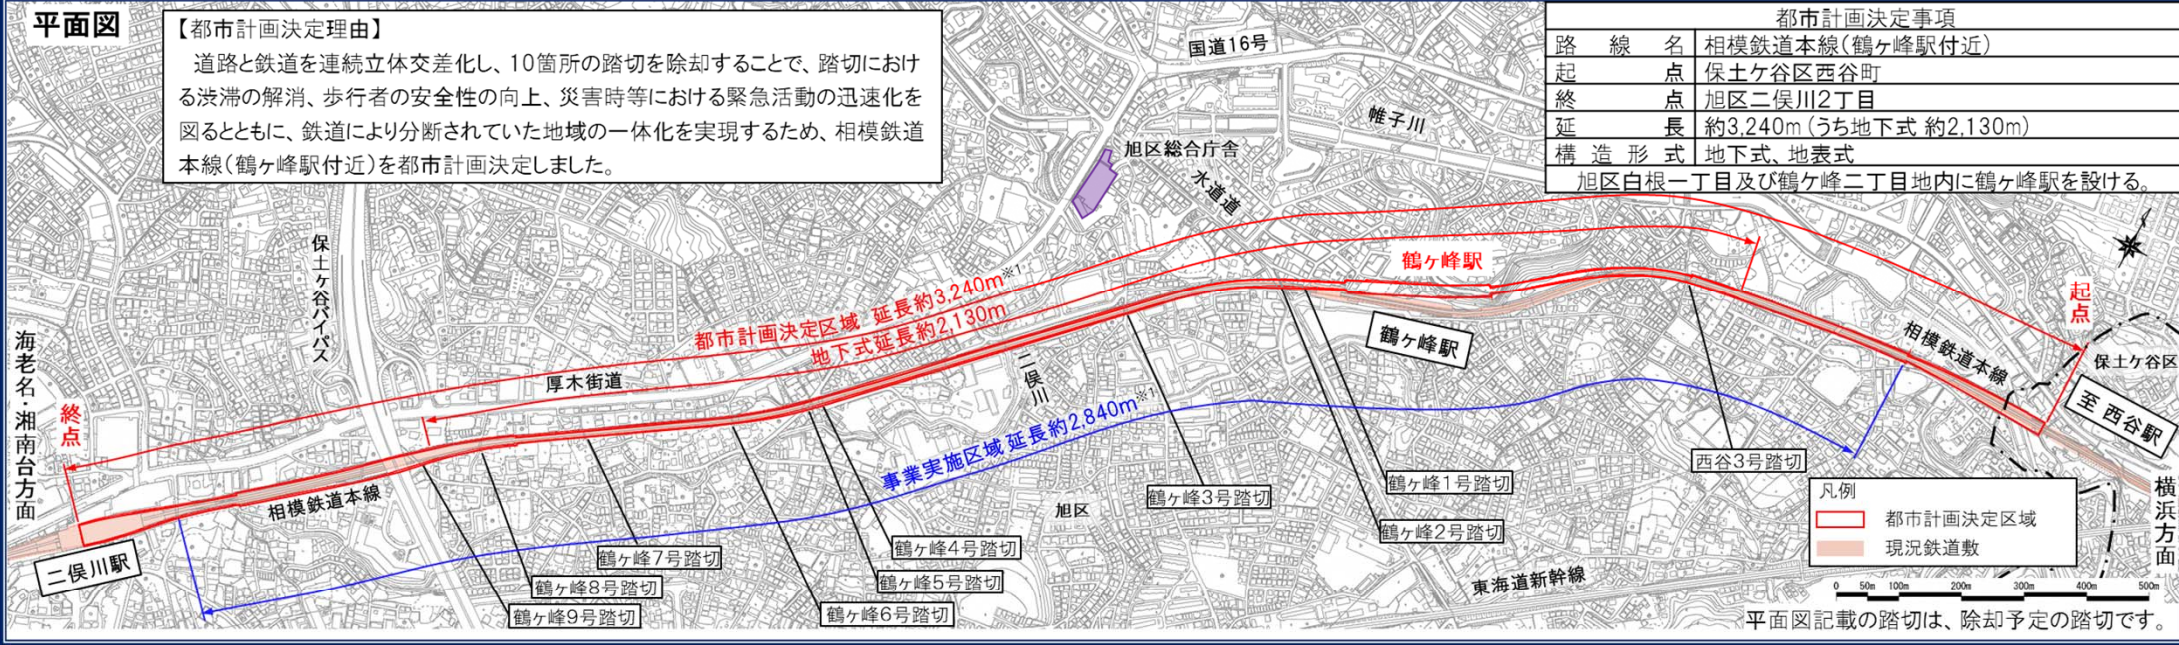 平面図
【都市計画決定理由】
道路と鉄道を連続立体交差化し、10箇所の踏切を除却することで、踏切におけ
る渋滞の解消、歩行者の安全性の向上、災害時等における緊急活動の迅速化を
図るとともに、鉄道により分断されていた地域の一体化を実現するため、相模鉄道
本線(鶴ヶ峰駅付近)を都市計画決定しました。
都市計画決定事項
路線名 相模鉄道本線(鶴ヶ峰駅付近)
起点 保土ケ谷区西谷町
終点 旭区二俣川2丁目
延長 約3,240m(うち地下式 約2,130m)
構造形式 地下式、地表式
旭区白根一丁目及び鶴ケ峰二丁目地内に鶴ヶ峰駅を設ける。
国道16号
帷子川
旭区総合庁舎
水道道
保土ヶ谷バイパス
鶴ヶ峰駅
起点
都市計画決定区域 延長約3,240m※1
地下式延長約2,130m
鶴ヶ峰駅
相模鉄道本線
保土ケ谷区
至 西谷駅
海老名・湘南台方面
厚木街道
二俣川
終点
事業実施区域 延長約2,840m※1
相模鉄道本線
二俣川駅
旭区
西谷3号踏切
鶴ヶ峰1号踏切
鶴ヶ峰2号踏切
鶴ヶ峰3号踏切
鶴ヶ峰4号踏切
鶴ヶ峰5号踏切
鶴ヶ峰6号踏切
鶴ヶ峰7号踏切
鶴ヶ峰8号踏切
鶴ヶ峰9号踏切
東海道新幹線
横浜方面
凡例
都市計画決定区域
現況鉄道敷
0 50m 100m 200m 300m 400m 500m
平面図記載の踏切は、除却予定の踏切です。